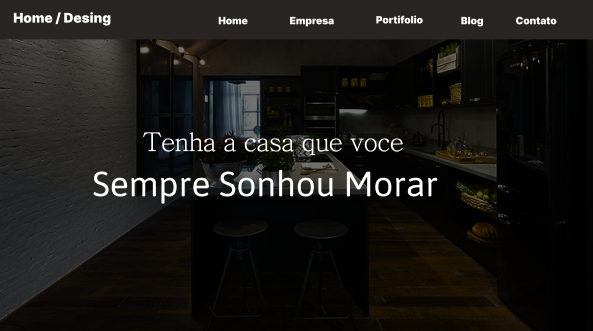 Home / Desing
Home Empresa Portifolio Blog Contato
Tenha a casa que voce
Sempre Sonhou Morar